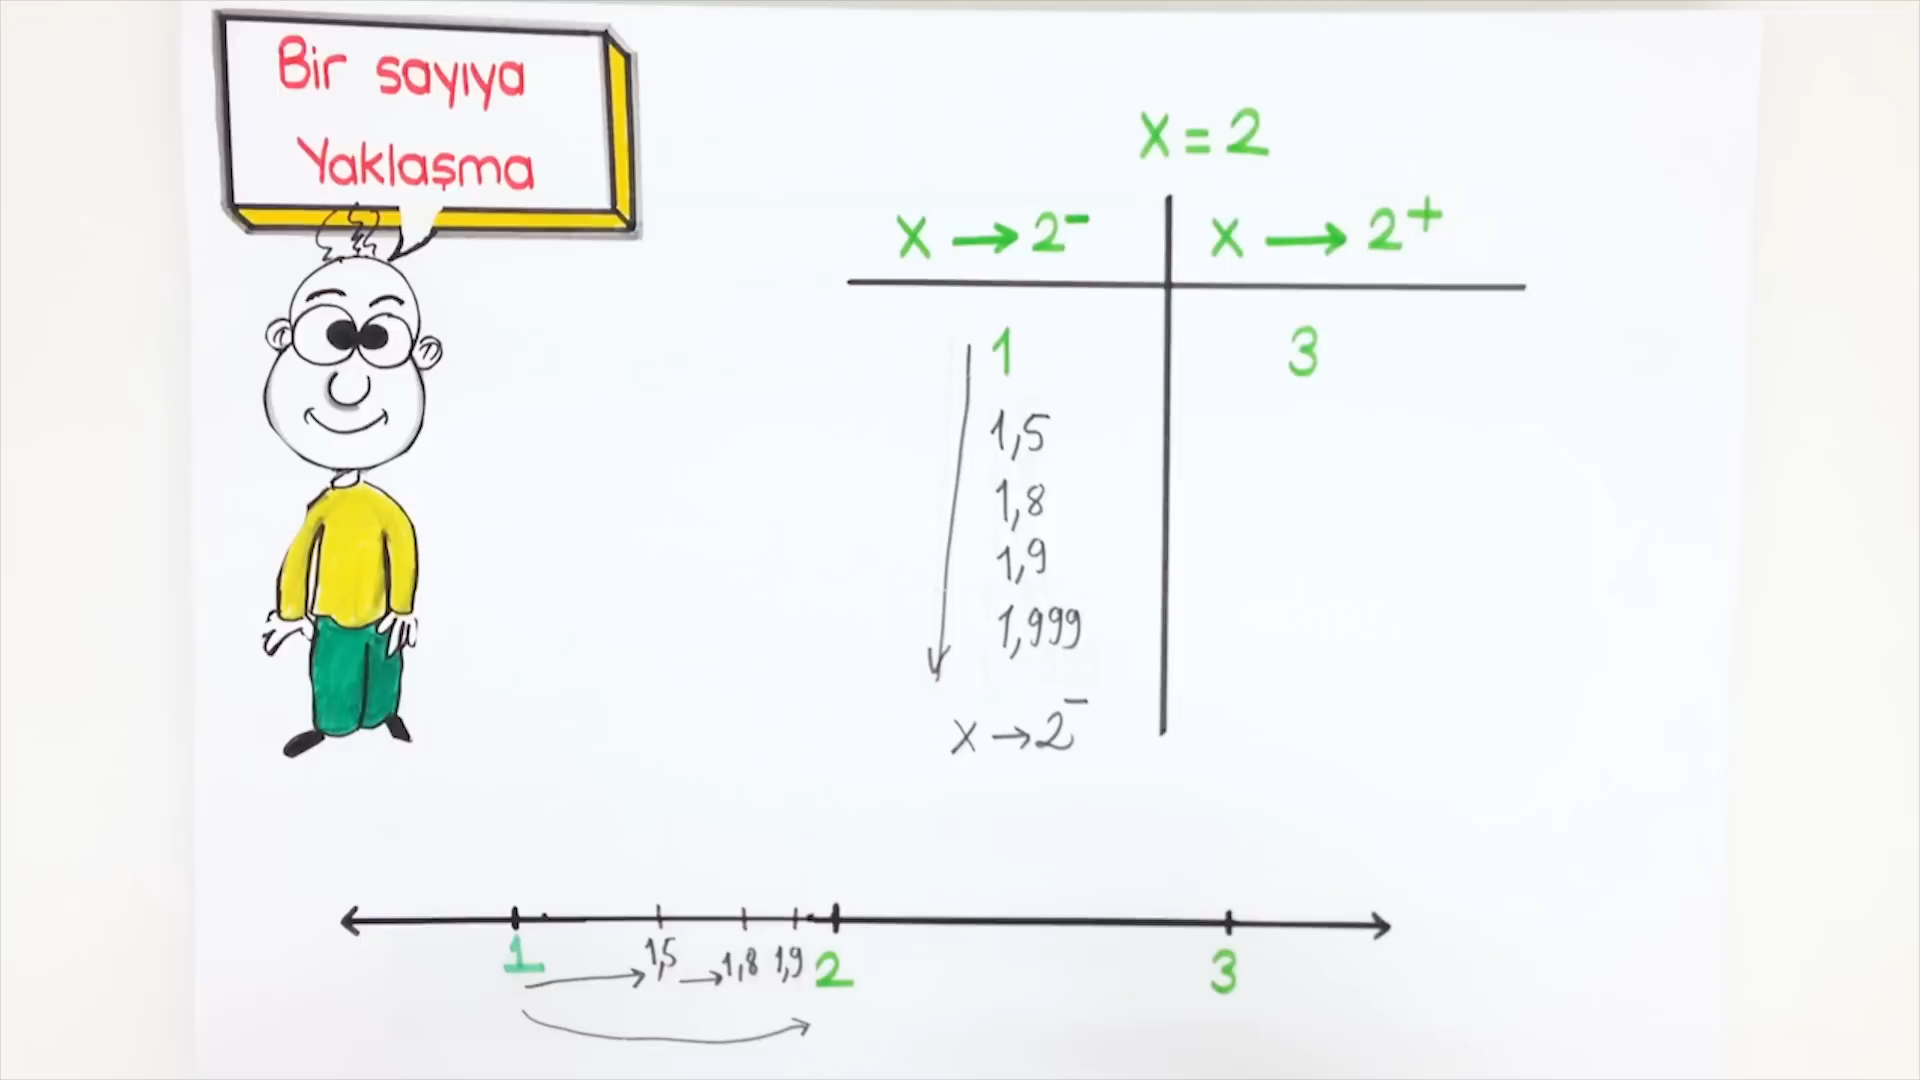 Bir sayıya
Yaklaşma
x = 2
x → 2⁻
x → 2⁺
1
3
1,5
1,8
1,9
1,999
x → 2⁻
1
1,5
→1,8
1,9
2
3